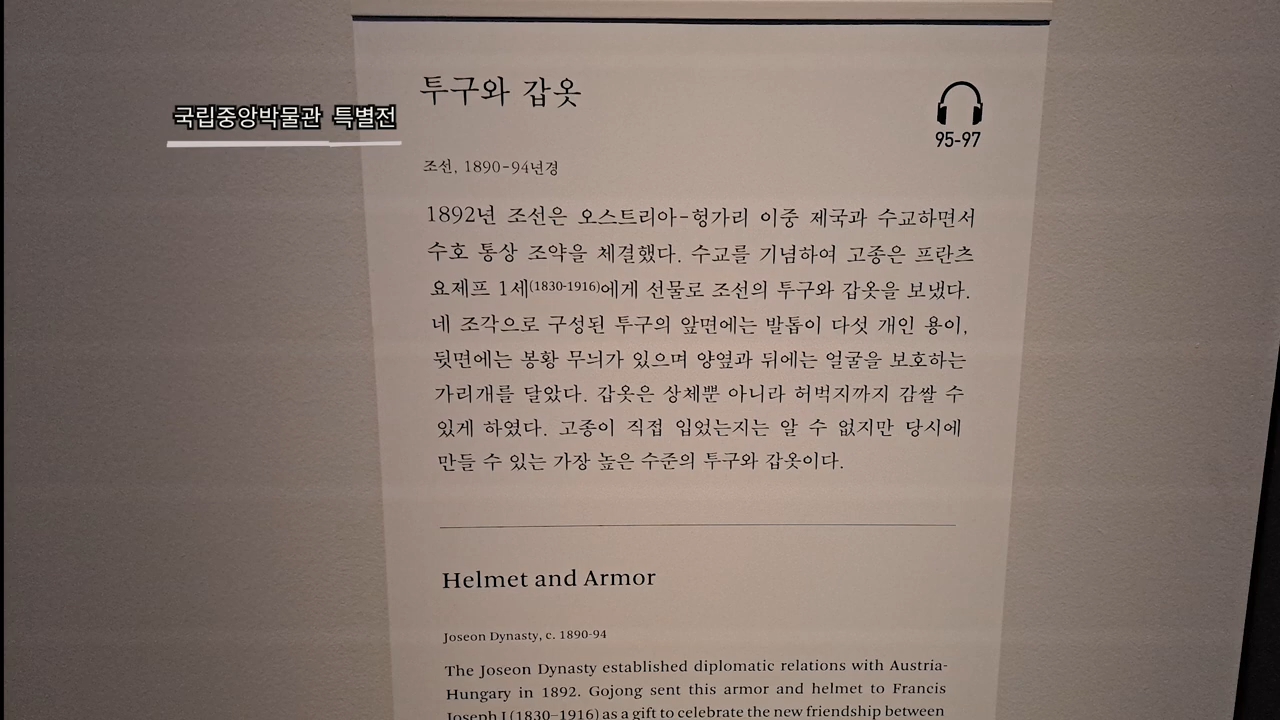 국립중앙박물관 특별전
투구와 갑옷
95-97
조선, 1890-94년경
1892년 조선은 오스트리아-헝가리 이중 제국과 수교하면서
수호 통상 조약을 체결했다. 수교를 기념하여 고종은 프란츠
요제프 1세(1830-1916)에게 선물로 조선의 투구와 갑옷을 보냈다.
네 조각으로 구성된 투구의 앞면에는 발톱이 다섯 개인 용이,
뒷면에는 봉황 무늬가 있으며 양옆과 뒤에는 얼굴을 보호하는
가리개를 달았다. 갑옷은 상체뿐 아니라 허벅지까지 감쌀 수
있게 하였다. 고종이 직접 입었는지는 알 수 없지만 당시에
만들 수 있는 가장 높은 수준의 투구와 갑옷이다.
Helmet and Armor
Joseon Dynasty, c. 1890-94
The Joseon Dynasty established diplomatic relations with Austria-
Hungary in 1892. Gojong sent this armor and helmet to Francis
Joseph I (1830–1916) as a gift to celebrate the new friendship between